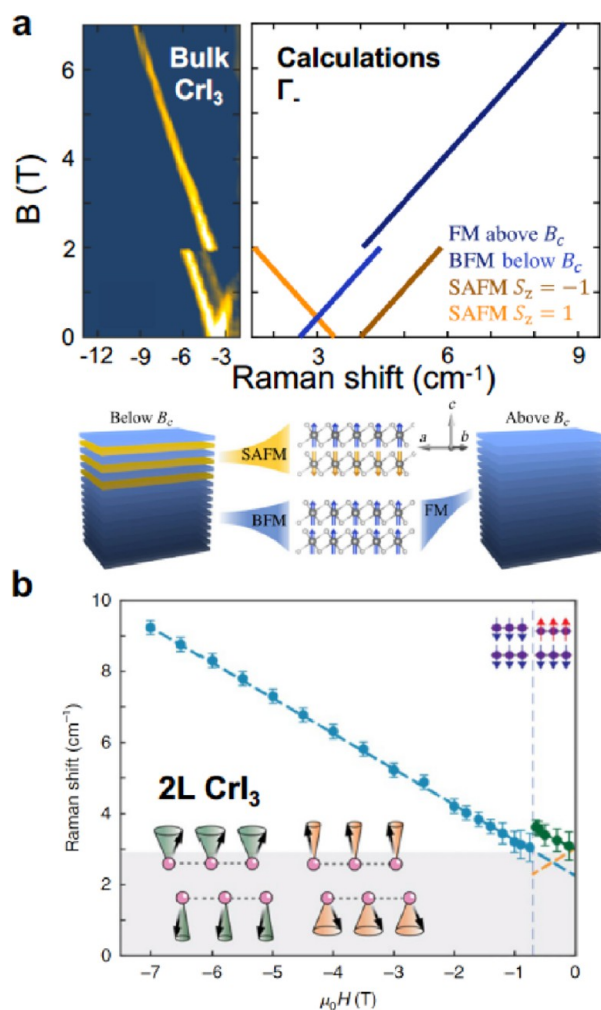 a
Bulk
CrI3
Calculations
Γ-
6
4
2
0
B (T)
FM above Bc
BFM below Bc
SAFM Sz = −1
SAFM Sz = 1
-12 -9 -6 -3
3 6 9
Raman shift (cm-1)
Below Bc
Above Bc
SAFM
BFM
FM
c
a
b
b
10
8
6
4
2
0
Raman shift (cm−1)
2L CrI3
−7 −6 −5 −4 −3 −2 −1 0
μ0H (T)